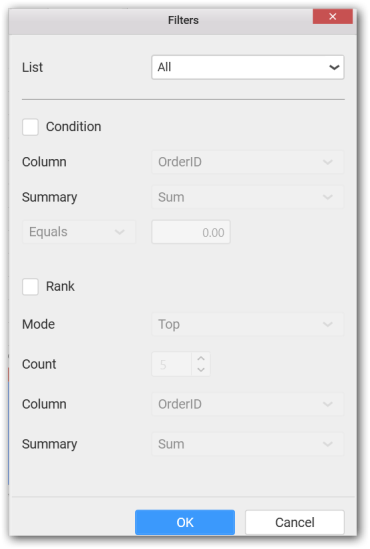 Filters
List All
Condition
Column OrderID
Summary Sum
Equals 0.00
Rank
Mode Top
Count 5
Column OrderID
Summary Sum
OK Cancel